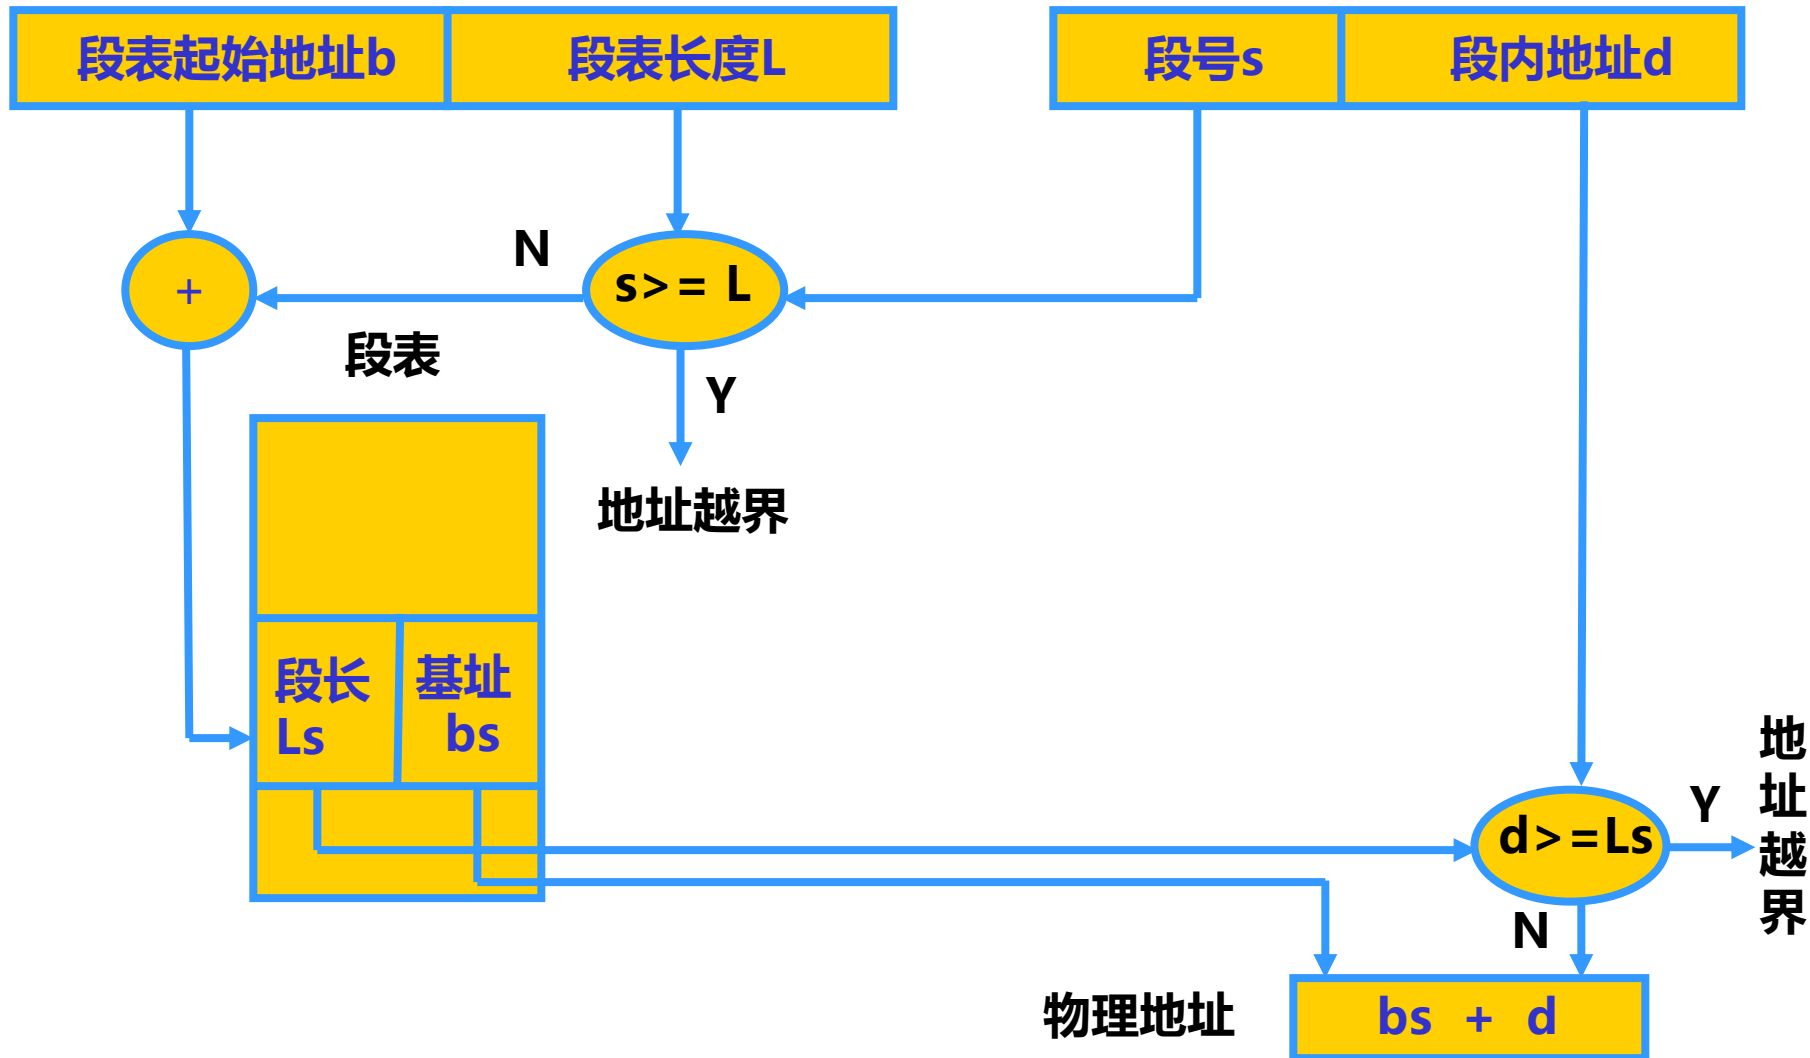 段表起始地址b
段表长度L
段号s
段内地址d
+
N
s>= L
段表
Y
地址越界
段长
Ls
基址
bs
d>=Ls
Y
地址越界
N
物理地址
bs + d